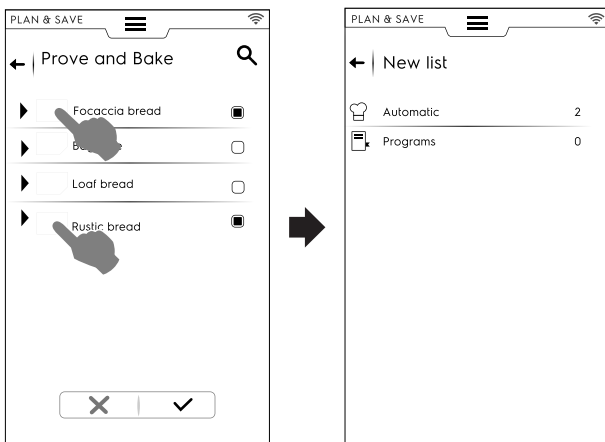 PLAN & SAVE
Prove and Bake
Focaccia bread
Loaf bread
Rustic bread
PLAN & SAVE
New list
Automatic 2
Programs 0